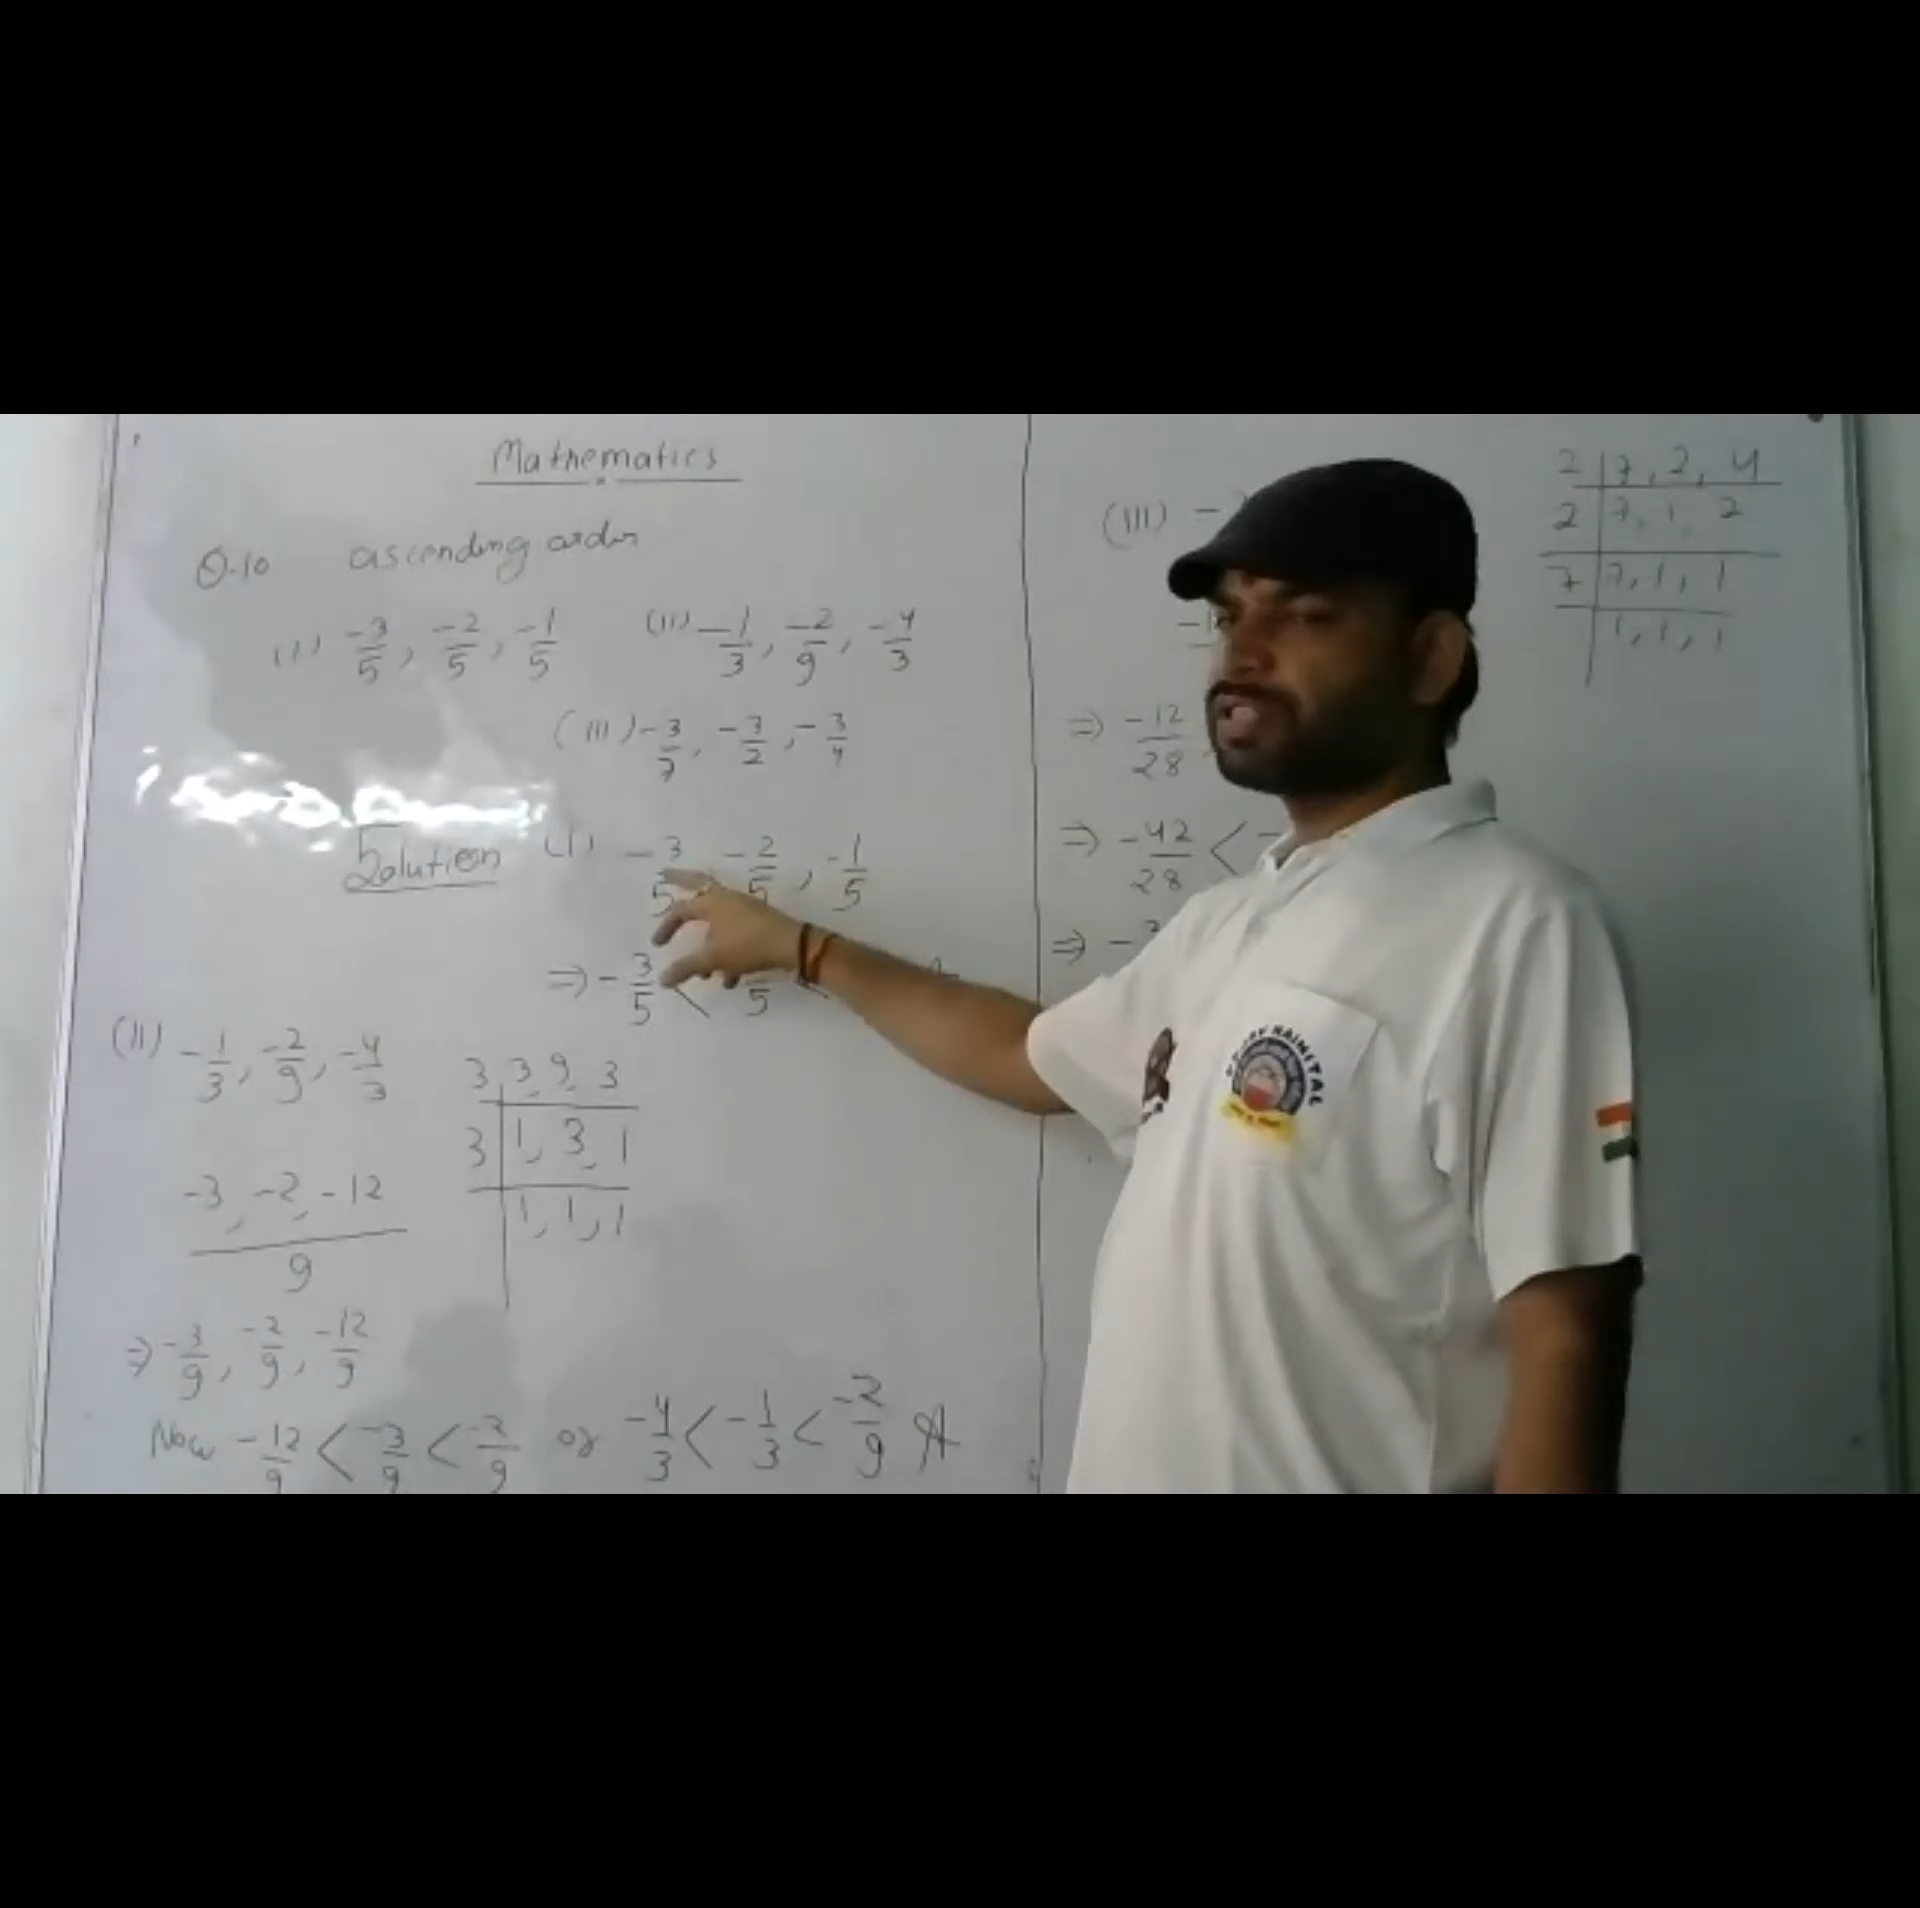 Mathematics
Q.10 ascending order
(i) -3/5, -2/5, -1/5 (ii) -1/3, -2/9, -4/3
(iii) -3/7, -3/2, -3/4
Solution (i) -3/5 -2/5, -1/5
⇒ -3/5 < 5 <
(ii) -1/3, -2/9, -4/3
3 3, 9, 3
3 1, 3, 1
1, 1, 1
-3, -2, -12
9
⇒ -3/9, -2/9, -12/9
Now -12/9 < -3/9 < -2/9 or -4/3 < -1/3 < -2/9 A
(iii) -
⇒ -12/28
⇒ -42/28 < -
⇒ -
2 7, 2, 4
2 7, 1, 2
7 7, 1, 1
1, 1, 1
NAINITAL